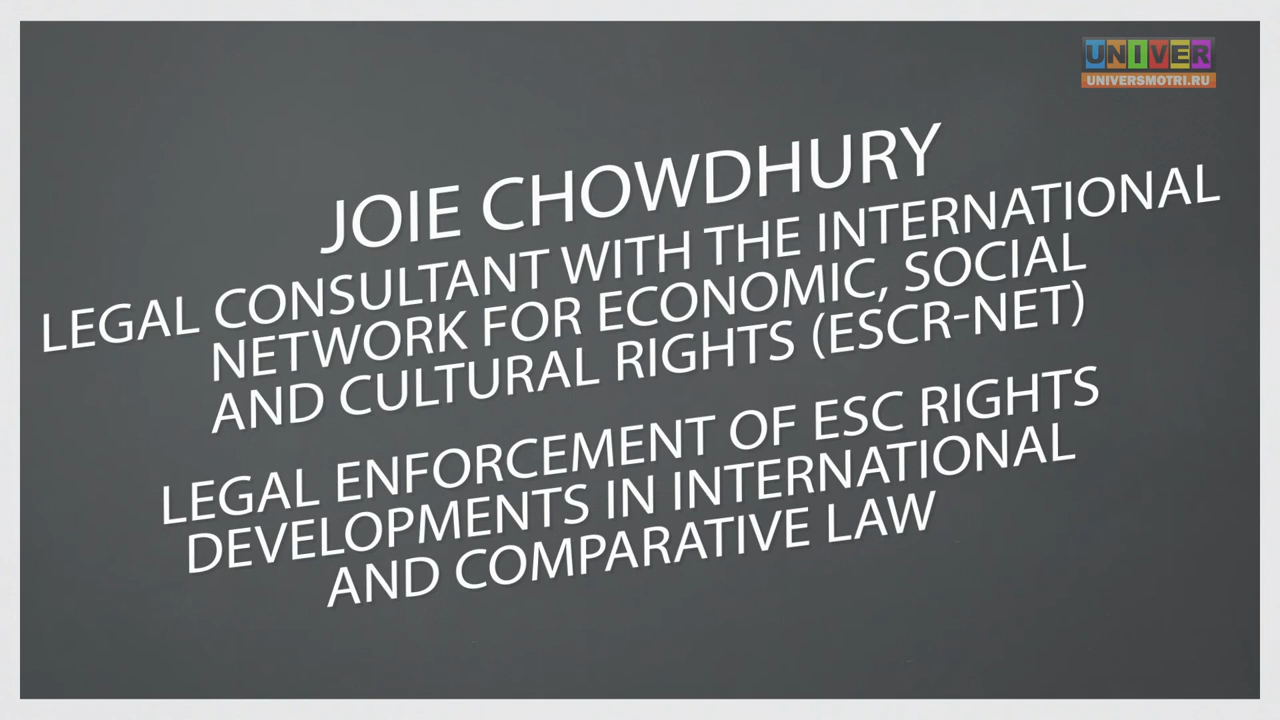 UNIVER
UNIVERSMOTRI.RU
JOIE CHOWDHURY
LEGAL CONSULTANT WITH THE INTERNATIONAL
NETWORK FOR ECONOMIC, SOCIAL
AND CULTURAL RIGHTS (ESCR-NET)
LEGAL ENFORCEMENT OF ESC RIGHTS
DEVELOPMENTS IN INTERNATIONAL
AND COMPARATIVE LAW